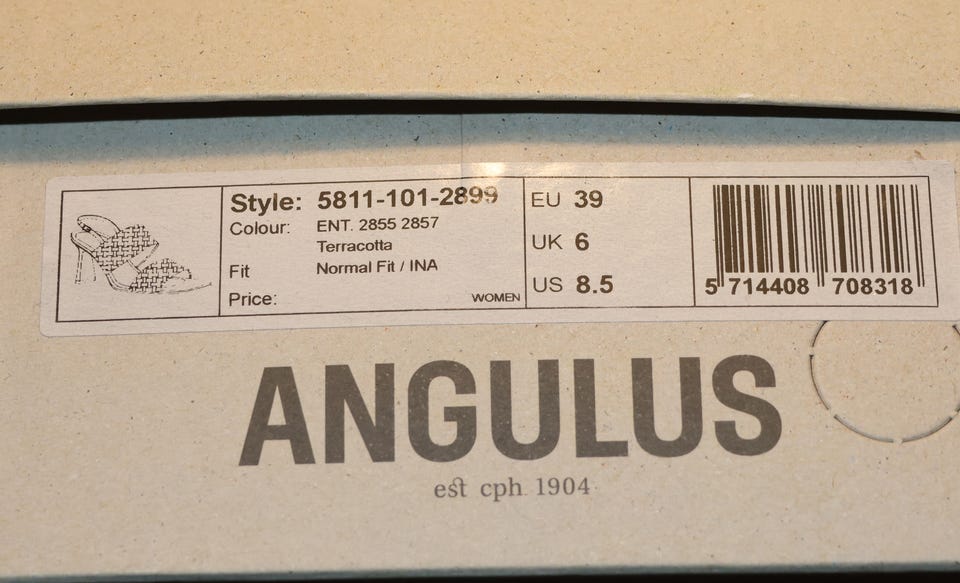 Style: 5811-101-2899
Colour: ENT. 2855 2857
Terracotta
Fit Normal Fit / INA
Price:
WOMEN
EU 39
UK 6
US 8.5
5 714408 708318
ANGULUS
est cph 1904